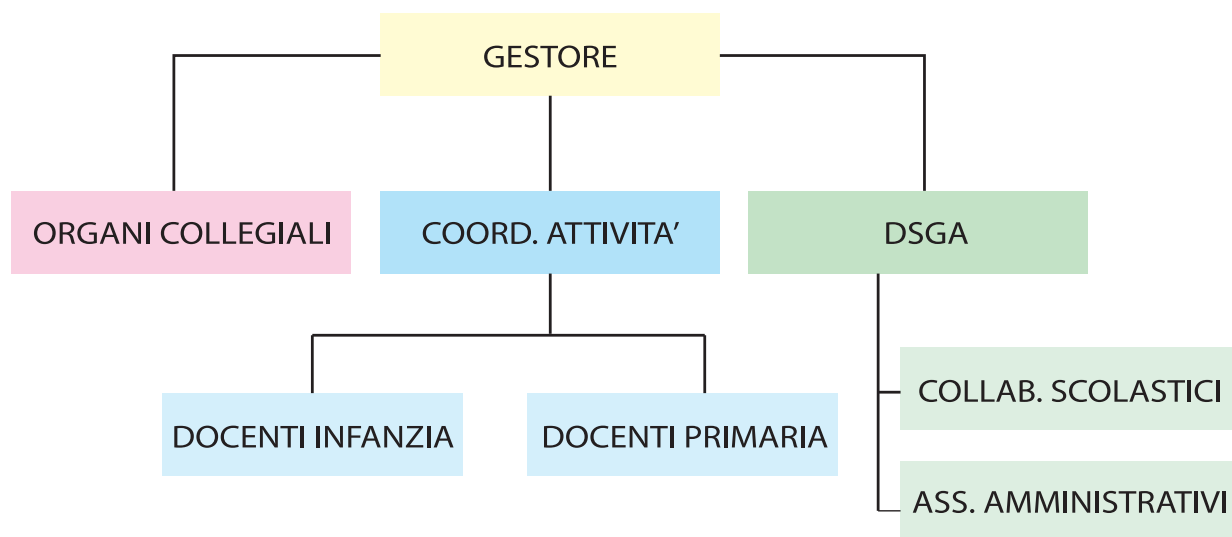 GESTORE
ORGANI COLLEGIALI
COORD. ATTIVITA’
DSGA
DOCENTI INFANZIA
DOCENTI PRIMARIA
COLLAB. SCOLASTICI
ASS. AMMINISTRATIVI